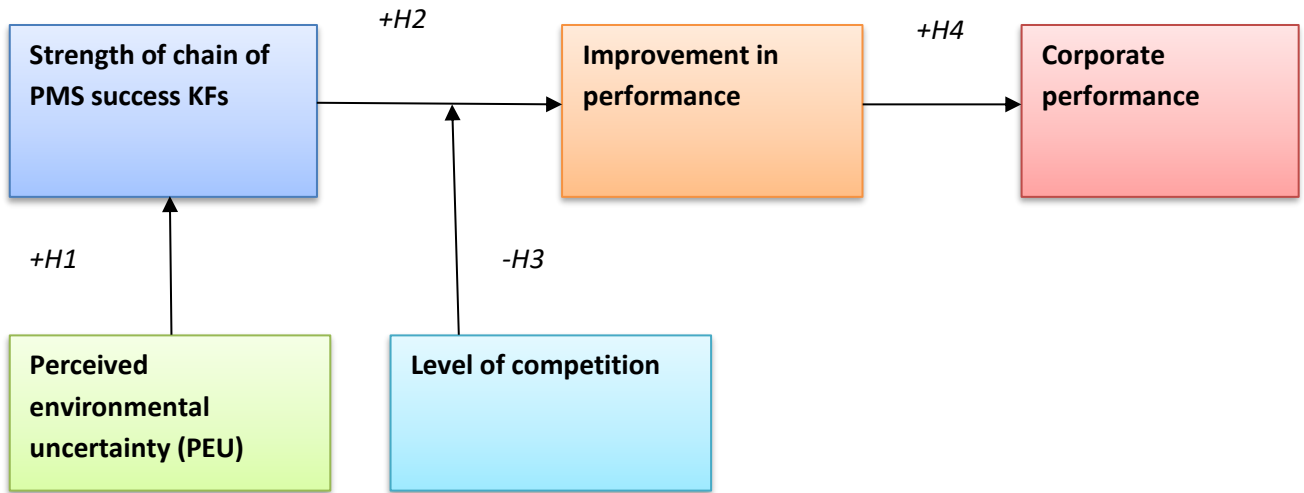 +H2
+H4
Strength of chain of
PMS success KFs
Improvement in
performance
Corporate
performance
+H1
-H3
Perceived
environmental
uncertainty (PEU)
Level of competition